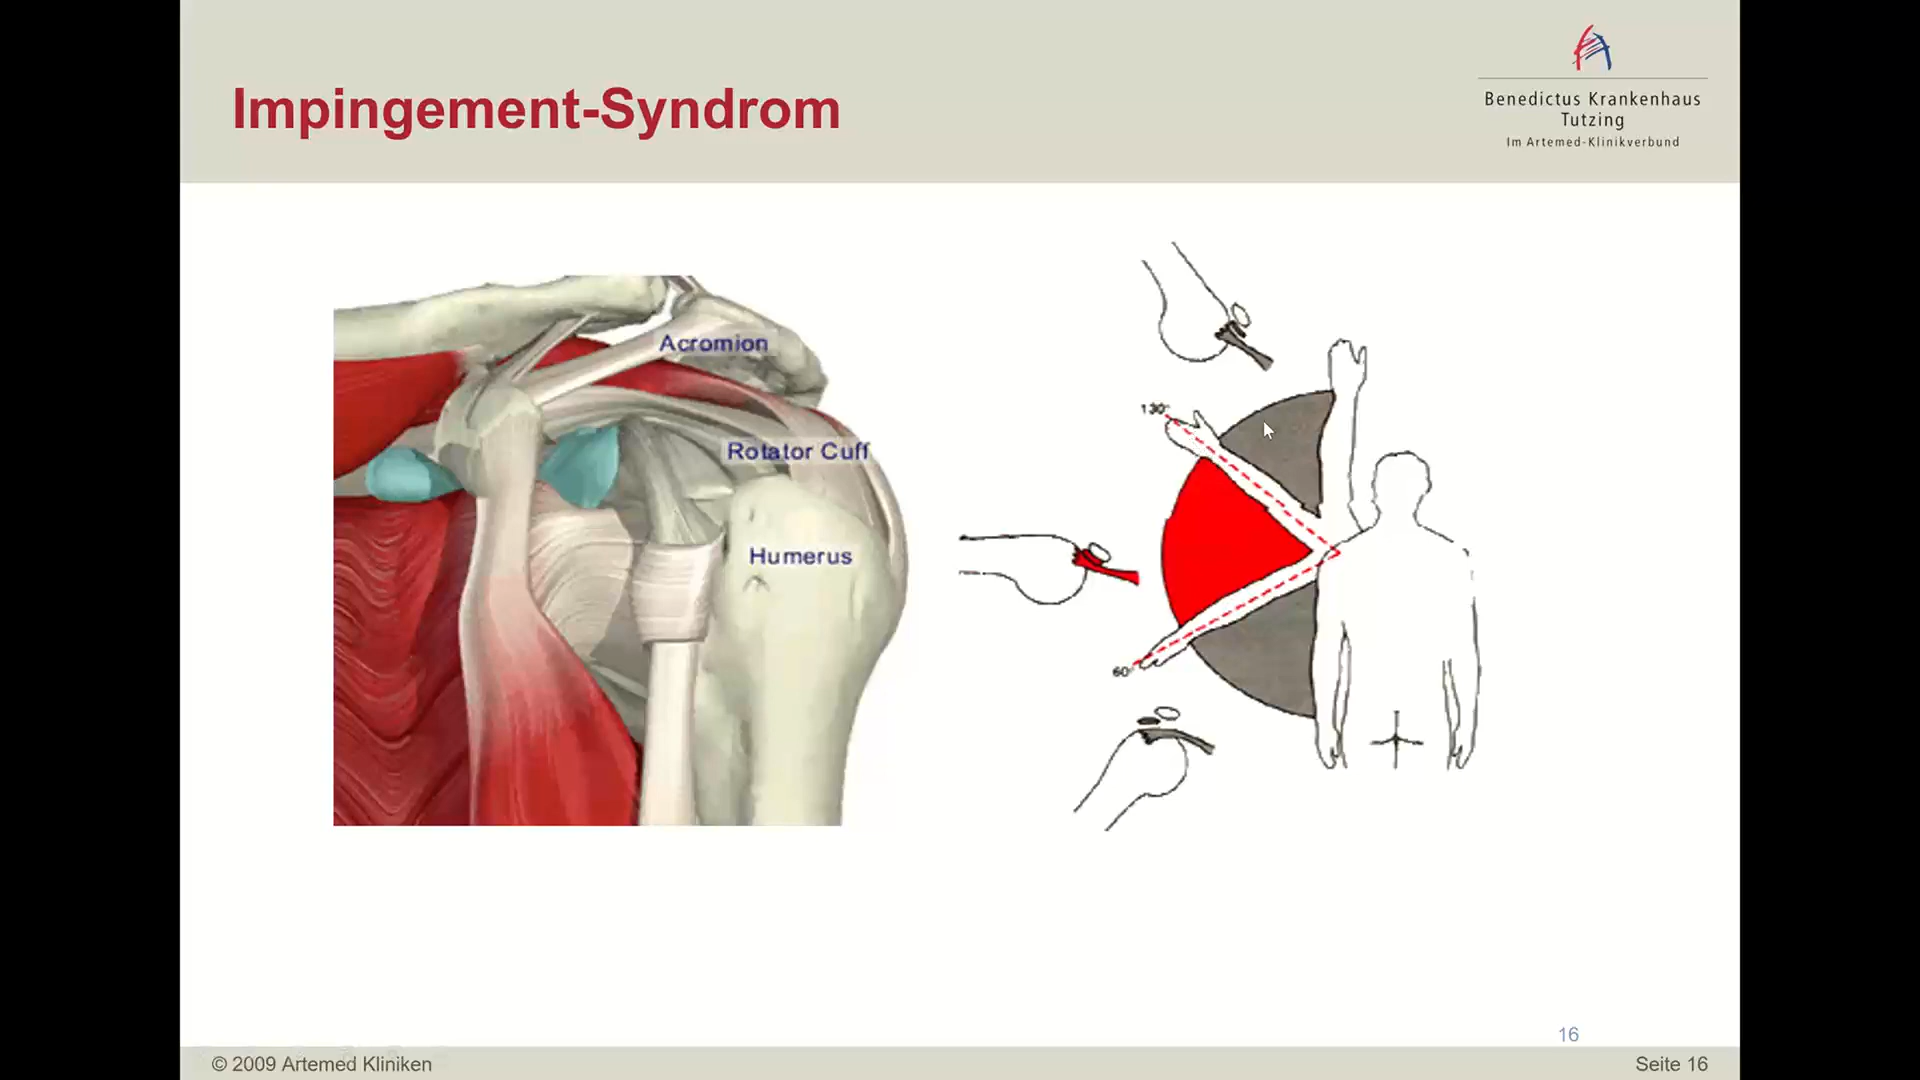 Impingement-Syndrom
Benedictus Krankenhaus
Tutzing
Im Artemed-Klinikverbund
Acromion
Rotator Cuff
Humerus
130°
60°
16
© 2009 Artemed Kliniken
Seite 16